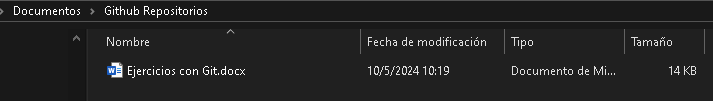 Documentos > Github Repositorios
Nombre Fecha de modificación Tipo Tamaño
Ejercicios con Git.docx 10/5/2024 10:19 Documento de Mi... 14 KB